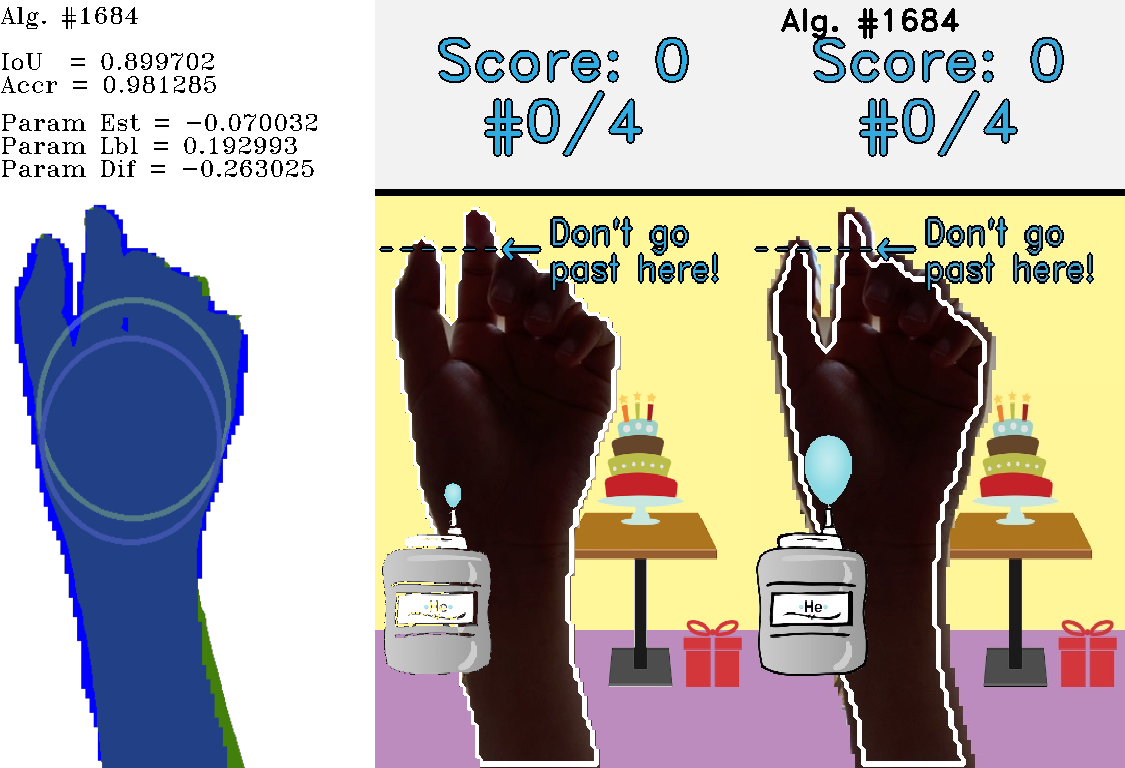 Alg. #1684
IoU = 0.899702
Accr = 0.981285
Param Est = −0.070032
Param Lbl = 0.192993
Param Dif = −0.263025
Score: 0
#0/4
Don't go
past here!
He
Alg. #1684
Score: 0
#0/4
Don't go
past here!
He